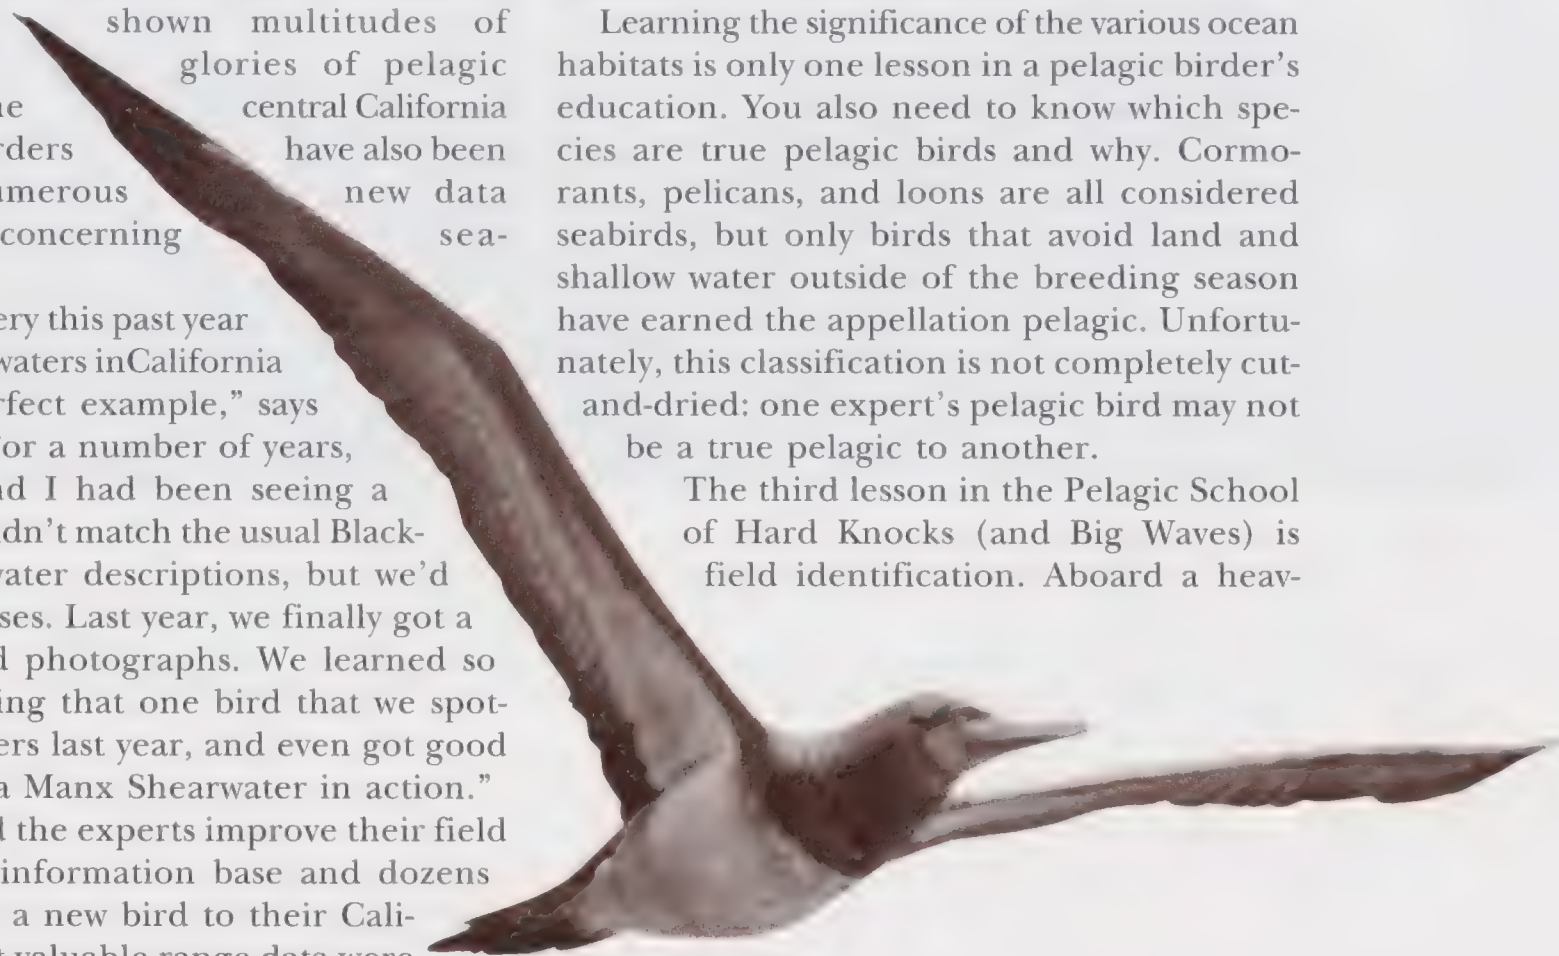 shown multitudes of
glories of pelagic
central California
rders have also been
umerous new data
concerning sea-
ery this past year
waters inCalifornia
rfect example,” says
or a number of years,
I had been seeing a
dn’t match the usual Black-
water descriptions, but we’d
ses. Last year, we finally got a
photographs. We learned so
ing that one bird that we spot-
ers last year, and even got good
a Manx Shearwater in action.”
the experts improve their field
information base and dozens
a new bird to their Cali-
valuable range data were
Learning the significance of the various ocean
habitats is only one lesson in a pelagic birder’s
education. You also need to know which spe-
cies are true pelagic birds and why. Cormo-
rants, pelicans, and loons are all considered
seabirds, but only birds that avoid land and
shallow water outside of the breeding season
have earned the appellation pelagic. Unfortu-
nately, this classification is not completely cut-
and-dried: one expert’s pelagic bird may not
be a true pelagic to another.
The third lesson in the Pelagic School
of Hard Knocks (and Big Waves) is
field identification. Aboard a heav-